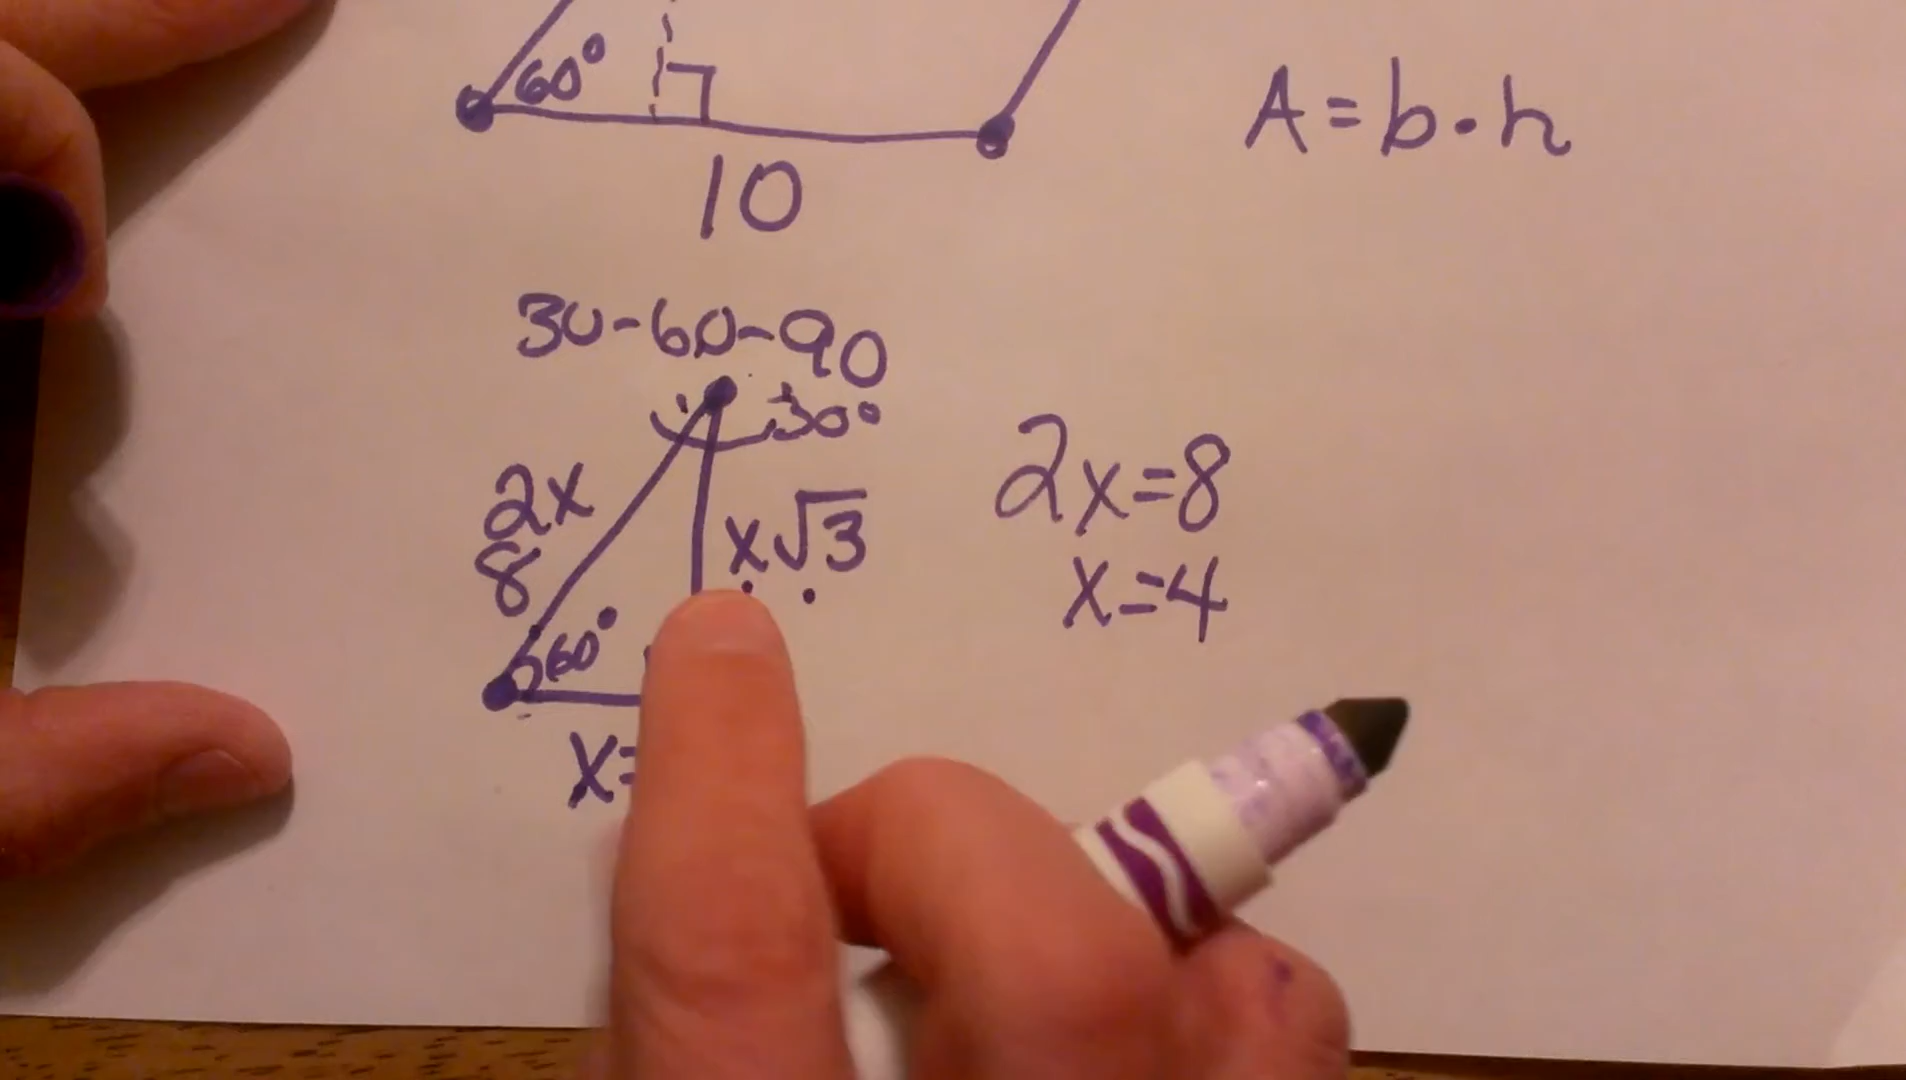 60°
A = b · h
10
30-60-90
30°
2x
8
x√3
2x=8
x=4
60°
x=